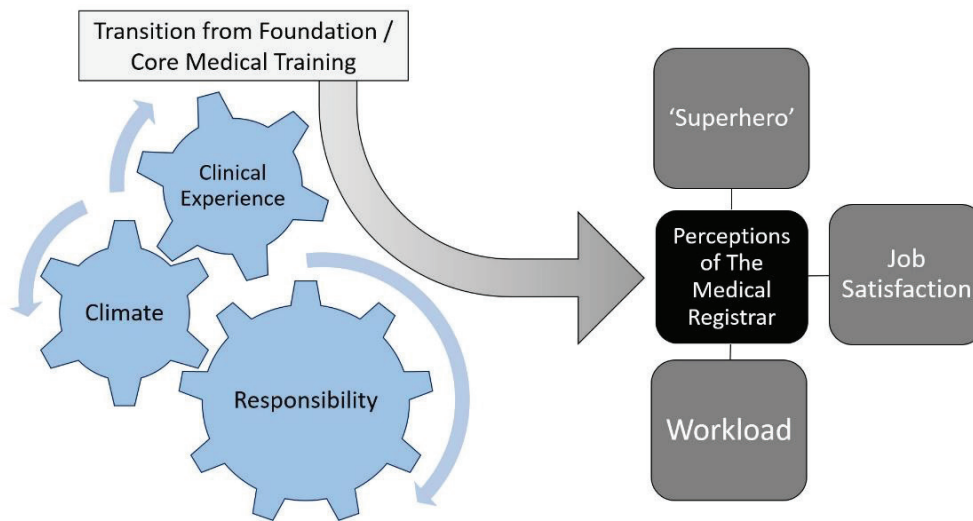 Transition from Foundation /
Core Medical Training
Clinical
Experience
Climate
Responsibility
‘Superhero’
Perceptions
of The
Medical
Registrar
Job
Satisfaction
Workload